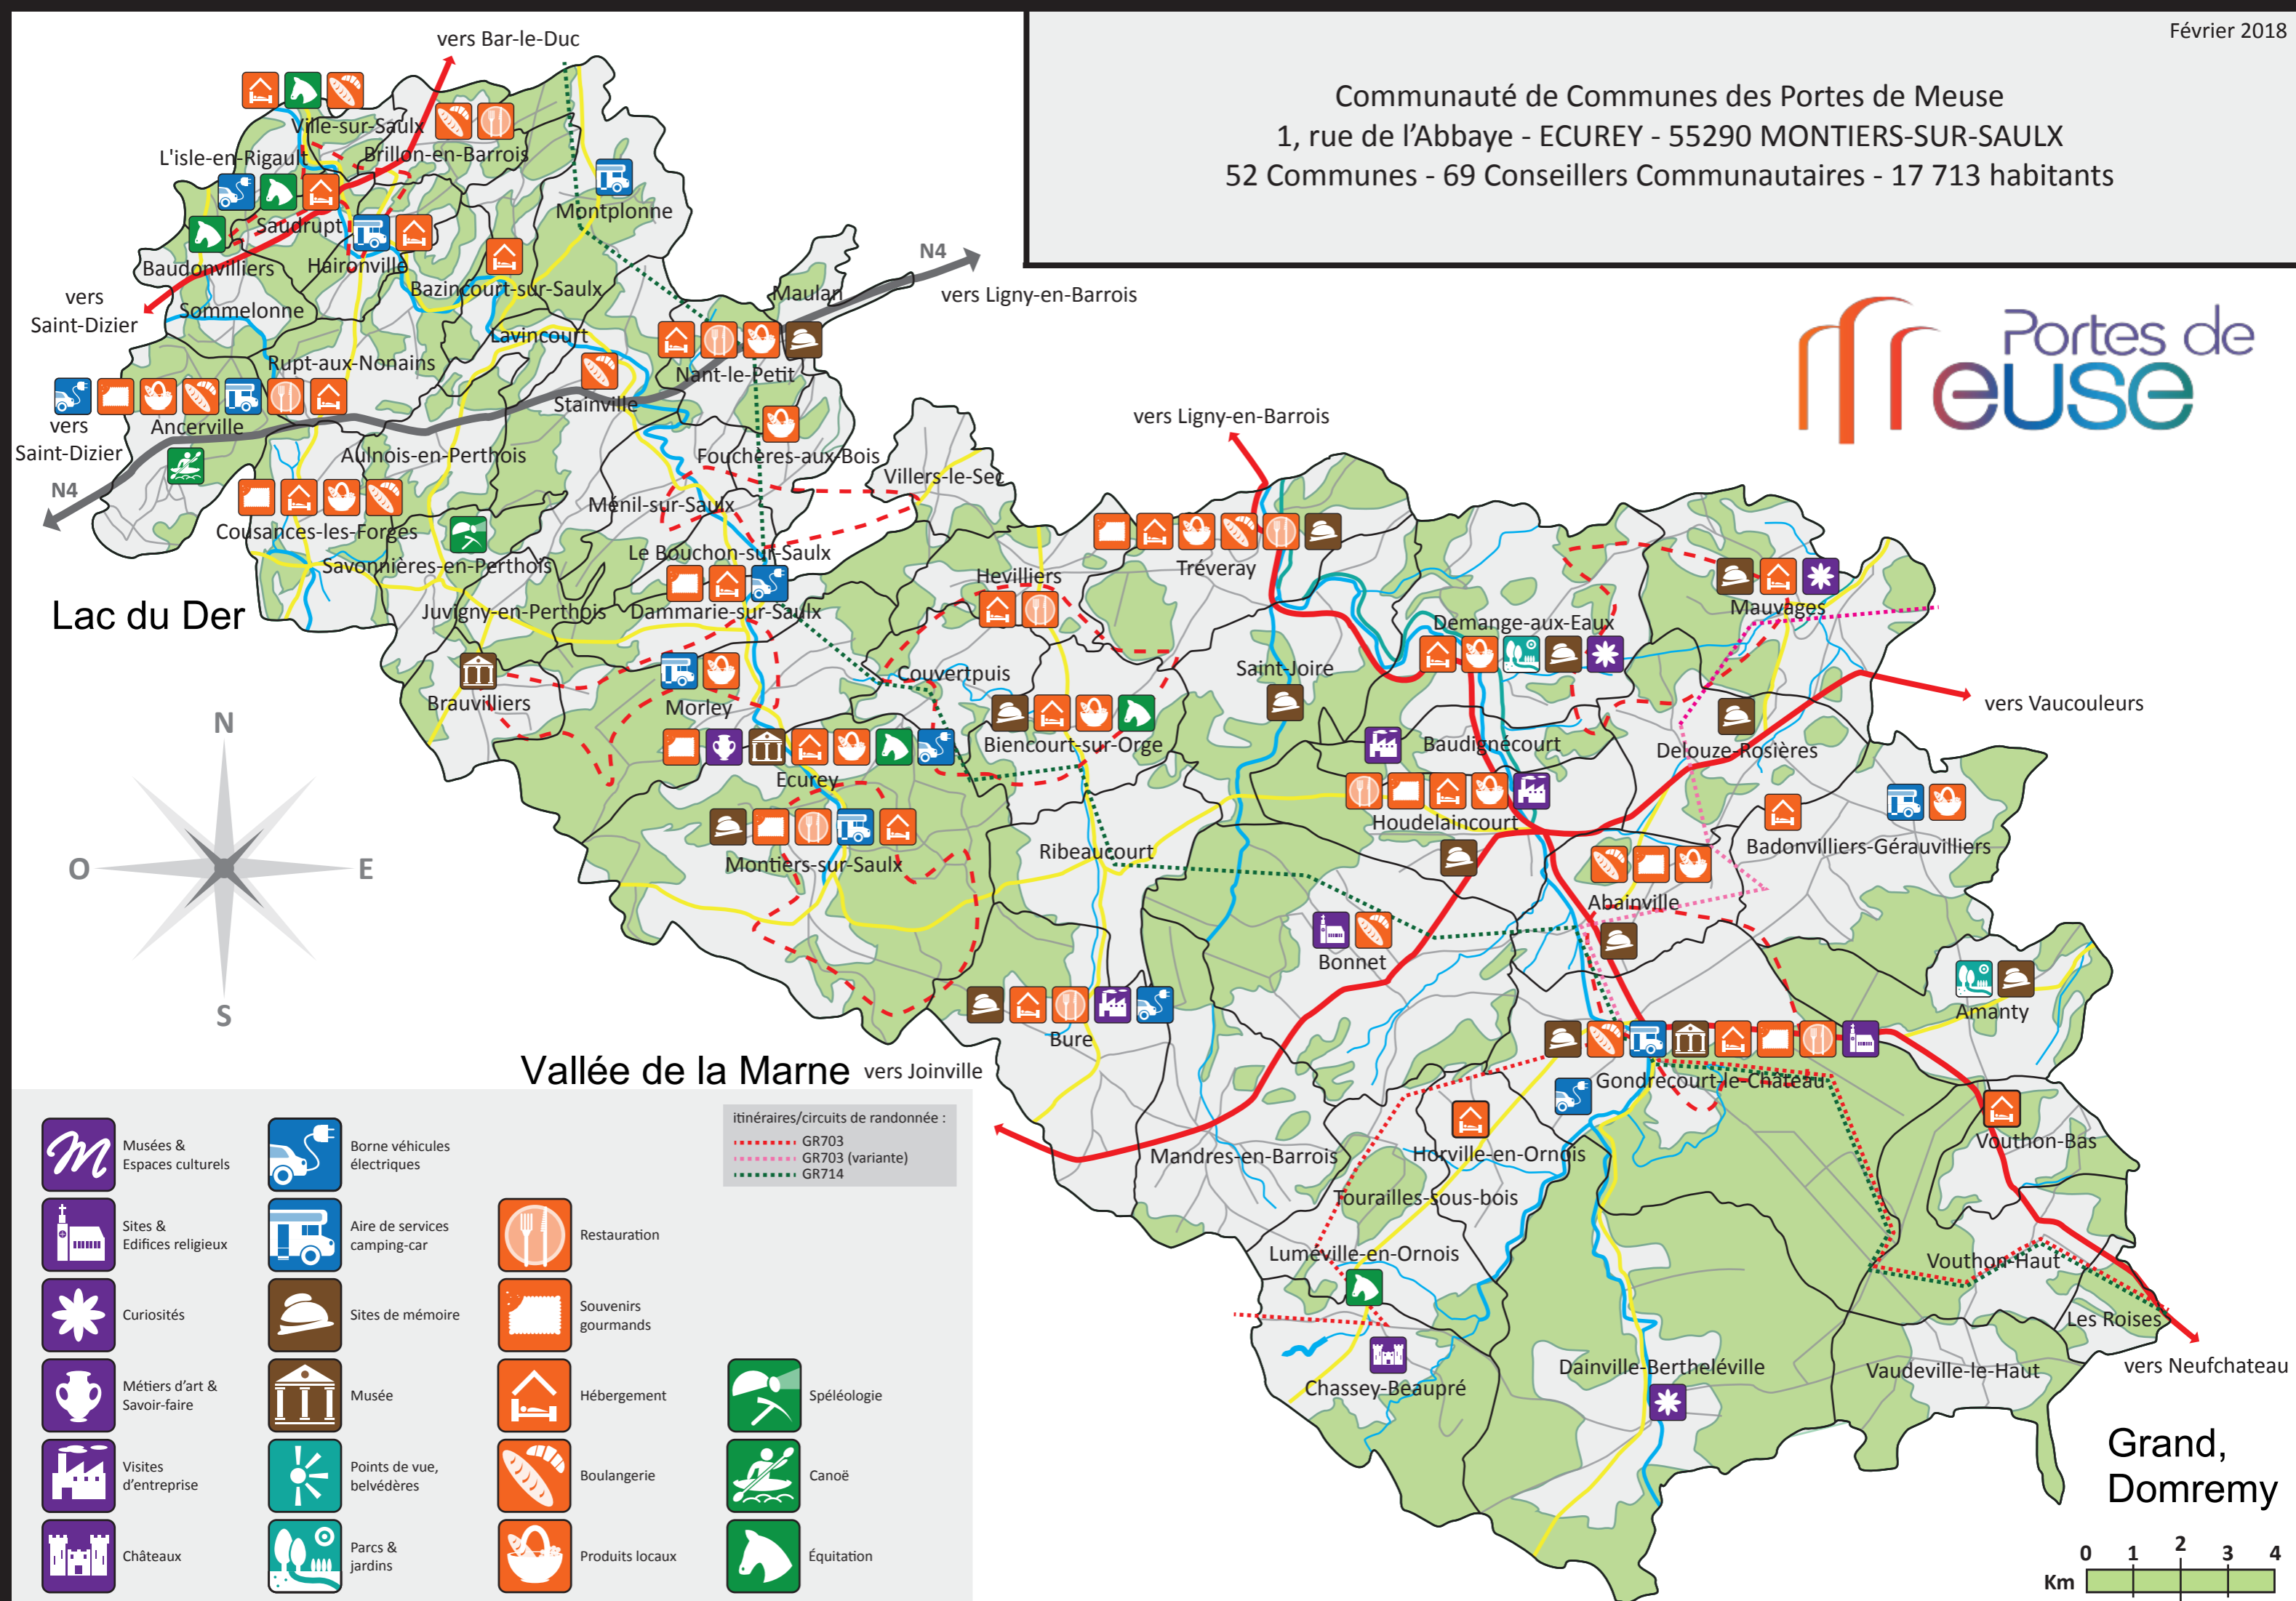 Février 2018
Communauté de Communes des Portes de Meuse
1, rue de l'Abbaye - ECUREY - 55290 MONTIERS-SUR-SAULX
52 Communes - 69 Conseillers Communautaires - 17 713 habitants
Portes de
Meuse
vers Bar-le-Duc
Ville-sur-Saulx
L'isle-en-Rigault
Brillon-en-Barrois
Montplonne
Saudrupt
Baudonvilliers
Haironville
Bazincourt-sur-Saulx
N4
vers Ligny-en-Barrois
Maulan
vers
Saint-Dizier
Sommelonne
Lavincourt
Rupt-aux-Nonains
Nant-le-Petit
Stainville
Ancerville
vers
Saint-Dizier
N4
Aulnois-en-Perthois
Fouchères-aux-Bois
Villers-le-Sec
vers Ligny-en-Barrois
Ménil-sur-Saulx
Cousances-les-Forges
Savonnières-en-Perthois
Le Bouchon-sur-Saulx
Juvigny-en-Perthois
Dammarie-sur-Saulx
Hevilliers
Tréveray
Lac du Der
Mauvages
Demange-aux-Eaux
Saint-Joire
Couvertpuis
Brauvilliers
Morley
vers Vaucouleurs
Biencourt-sur-Orge
Baudignécourt
Delouze-Rosières
Ecurey
Houdelaincourt
Badonvilliers-Gérauvilliers
Montiers-sur-Saulx
Ribeaucourt
Abainville
Bonnet
Amanty
Bure
Gondrecourt-le-Château
Vallée de la Marne
vers Joinville
Mandres-en-Barrois
Horville-en-Ornois
Vouthon-Bas
Tourailles-sous-bois
Luméville-en-Ornois
Vouthon-Haut
Les Roises
vers Neufchateau
Chassey-Beaupré
Dainville-Bertheléville
Vaudeville-le-Haut
Grand,
Domremy
N
O
E
S
itinéraires/circuits de randonnée :
GR703
GR703 (variante)
GR714
Musées &
Espaces culturels
Sites &
Edifices religieux
Curiosités
Métiers d'art &
Savoir-faire
Visites
d'entreprise
Châteaux
Borne véhicules
électriques
Aire de services
camping-car
Sites de mémoire
Musée
Points de vue,
belvédères
Parcs &
jardins
Restauration
Souvenirs
gourmands
Hébergement
Boulangerie
Produits locaux
Spéléologie
Canoë
Équitation
0 1 2 3 4
Km